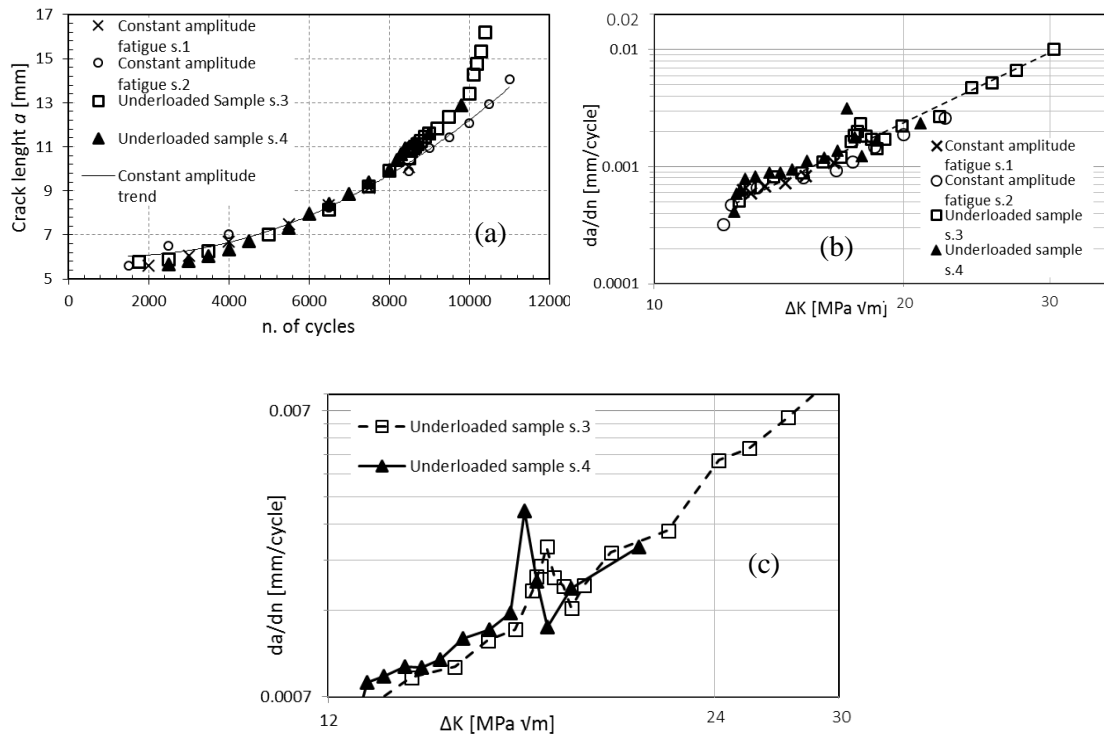 17
15
13
11
9
7
5
Crack lenght a [mm]
Constant amplitude
fatigue s.1
Constant amplitude
fatigue s.2
Underloaded Sample s.3
Underloaded sample s.4
Constant amplitude
trend
(a)
0 2000 4000 6000 8000 10000 12000
n. of cycles
0.02
0.01
0.001
0.0001
da/dn [mm/cycle]
Constant amplitude
fatigue s.1
Constant amplitude
fatigue s.2
Underloaded sample
s.3
Underloaded sample
s.4
(b)
10 20 30
ΔK [MPa √m]
0.007
0.0007
da/dn [mm/cycle]
Underloaded sample s.3
Underloaded sample s.4
(c)
12 24 30
ΔK [MPa √m]